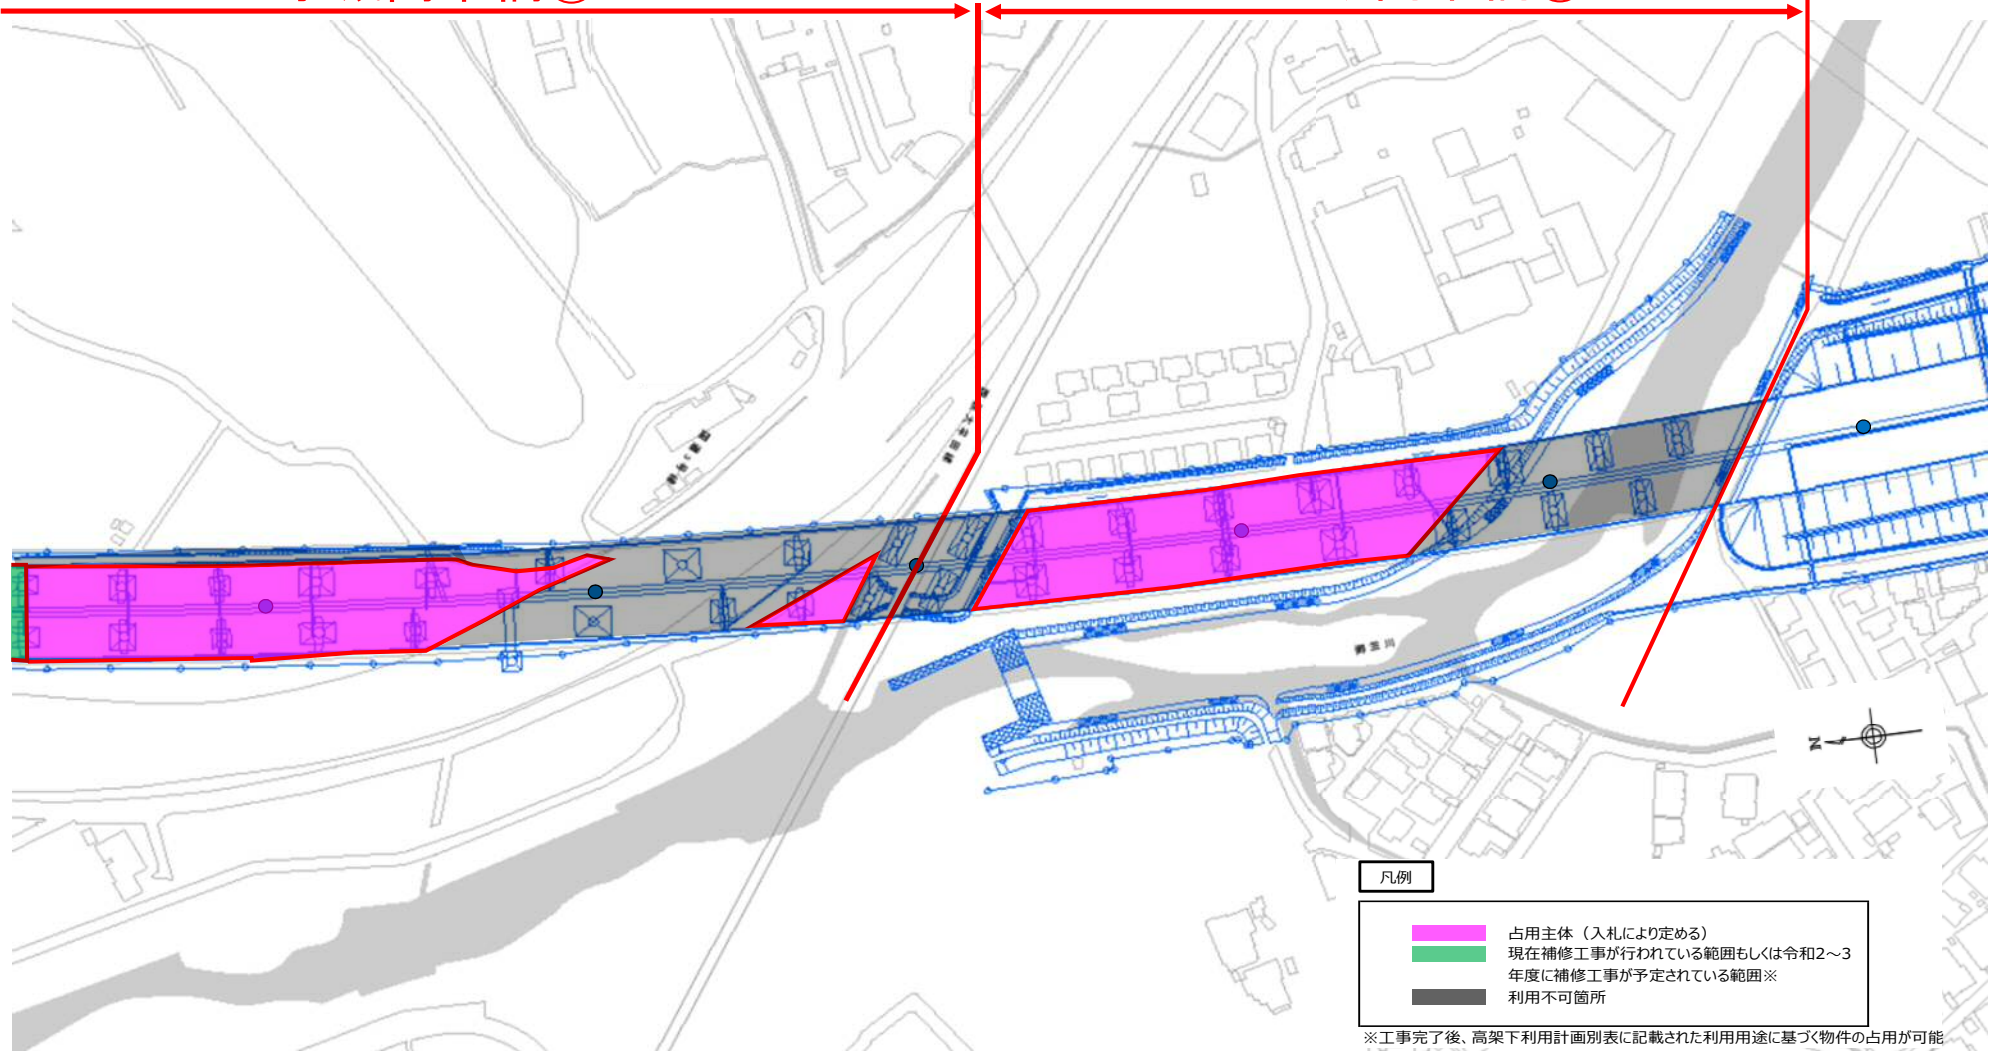 御笠川
N
凡例
占用主体（入札により定める）
現在補修工事が行われている範囲もしくは令和2～3
年度に補修工事が予定されている範囲※
利用不可箇所
※工事完了後、高架下利用計画別表に記載された利用用途に基づく物件の占用が可能